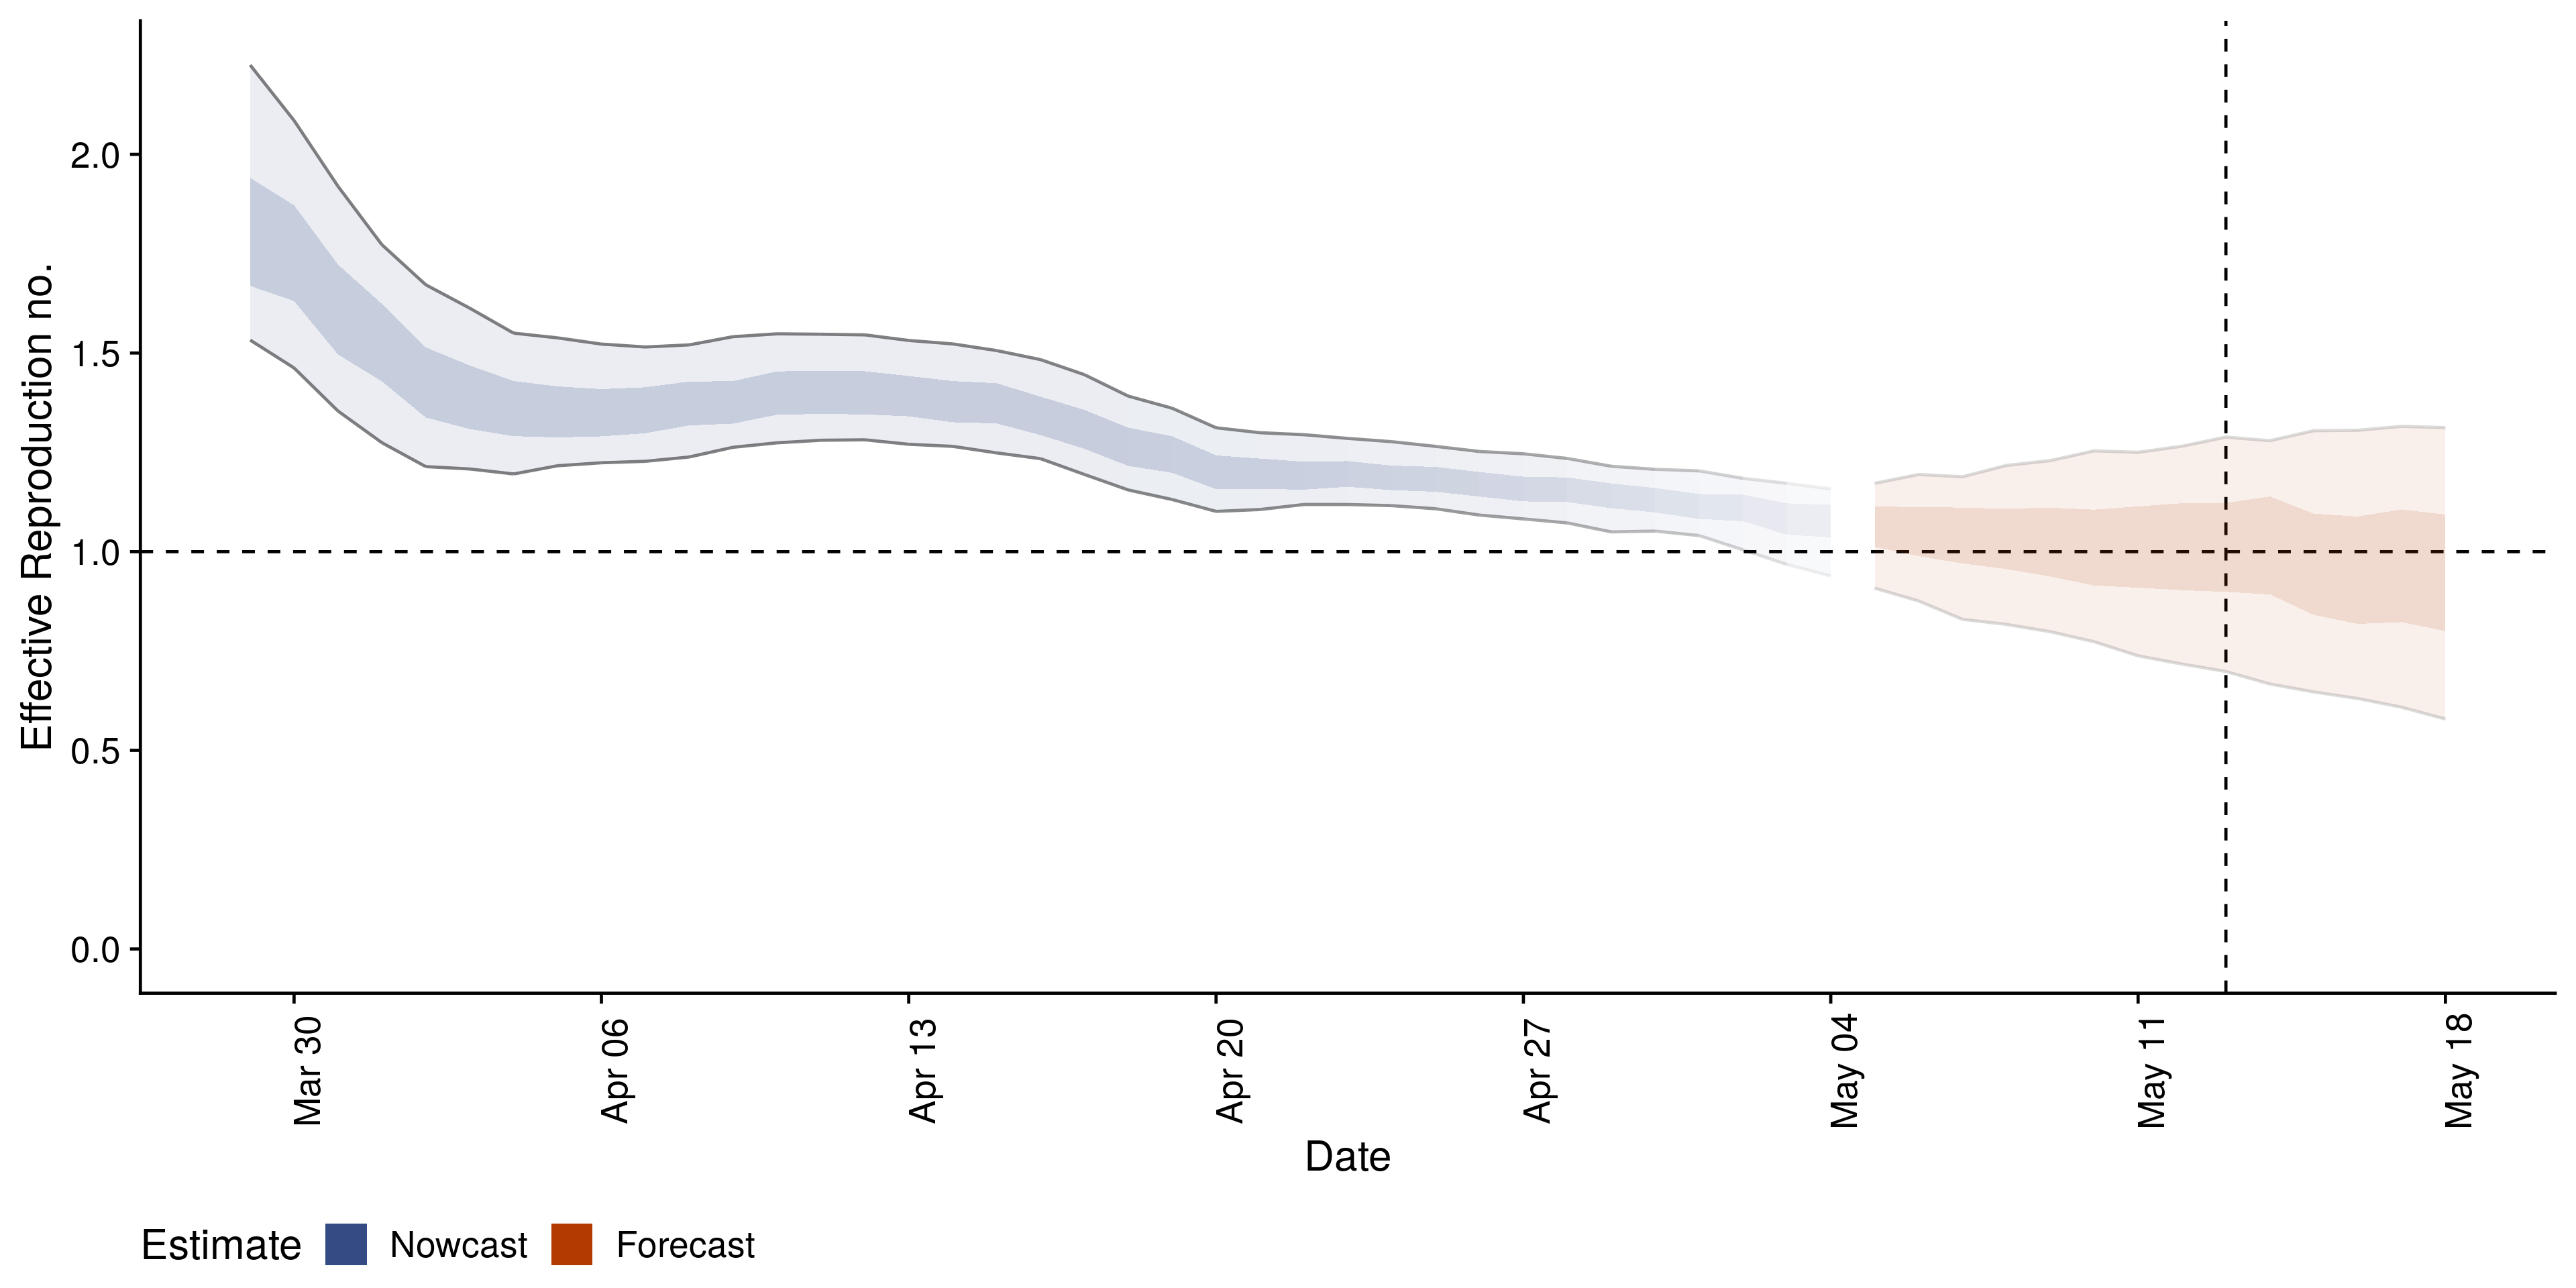 Effective Reproduction no.
2.0
1.5
1.0
0.5
0.0
Mar 30
Apr 06
Apr 13
Apr 20
Apr 27
May 04
May 11
May 18
Date
Estimate Nowcast Forecast